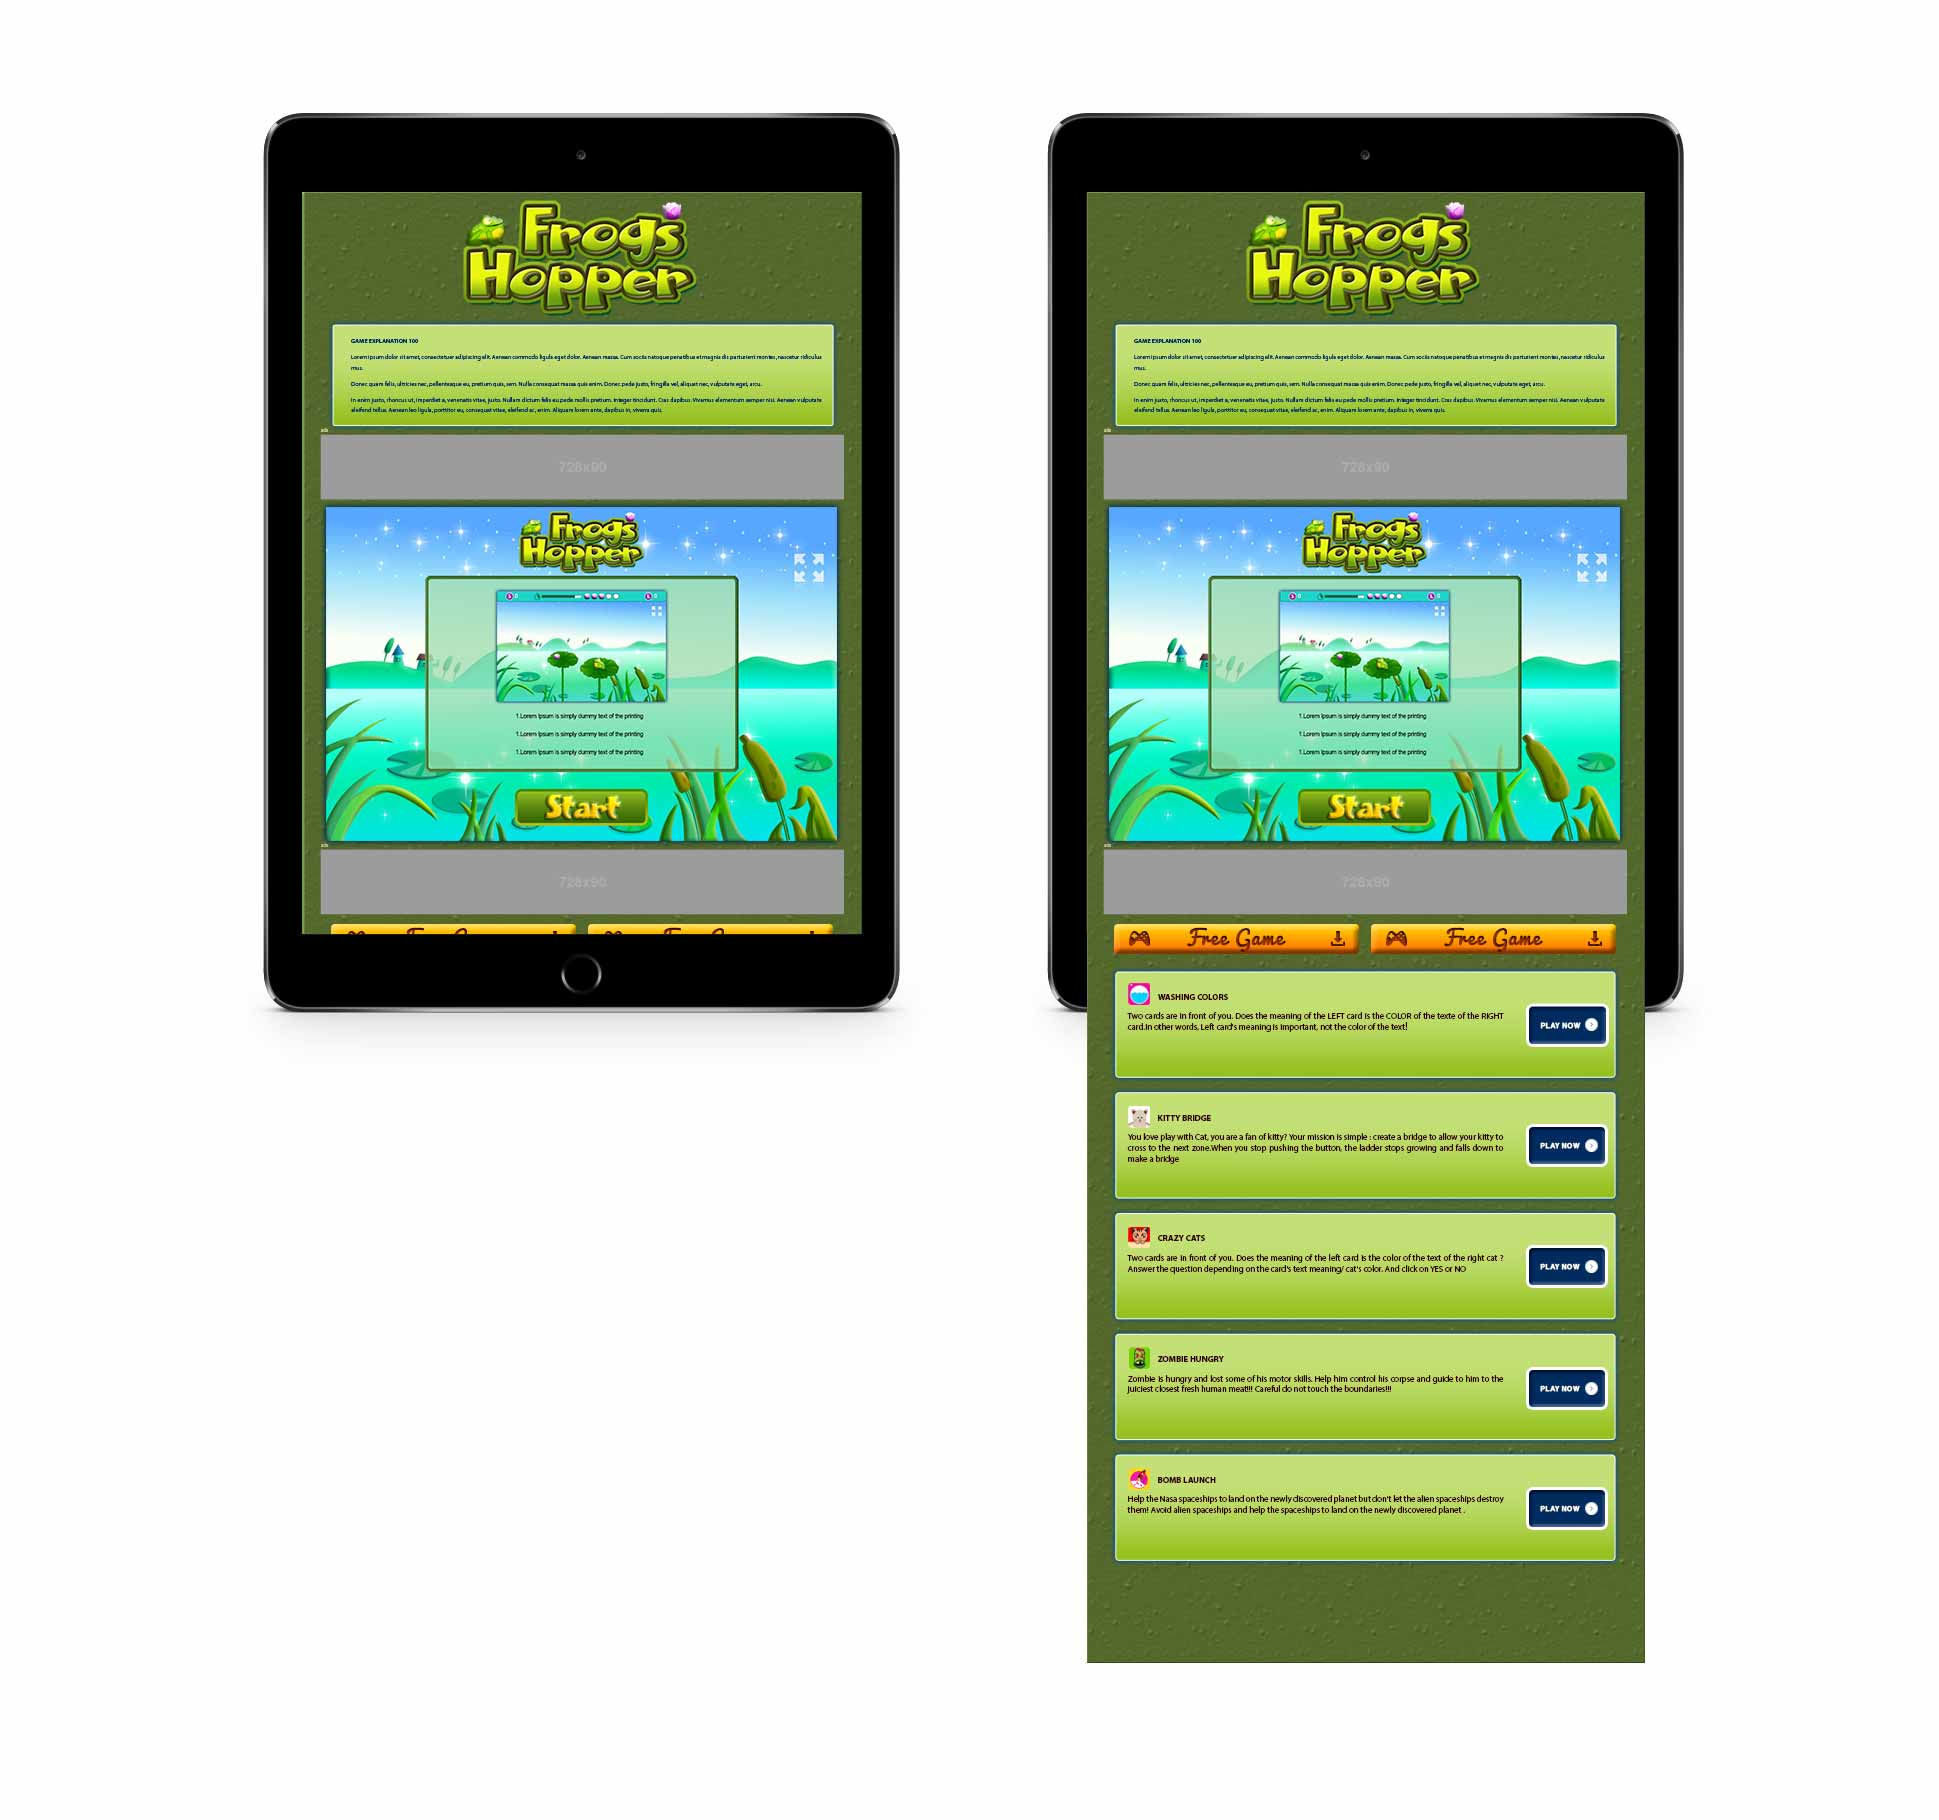 Frogs
Hopper
GAME EXPLANATION 100
Lorem ipsum dolor sit amet, consectetuer adipiscing elit. Aenean commodo ligula eget dolor. Aenean massa. Cum sociis natoque penatibus et magnis dis parturient montes, nascetur ridiculus
mus.
Donec quam felis, ultricies nec, pellentesque eu, pretium quis, sem. Nulla consequat massa quis enim. Donec pede justo, fringilla vel, aliquet nec, vulputate eget, arcu.
In enim justo, rhoncus ut, imperdiet a, venenatis vitae, justo. Nullam dictum felis eu pede mollis pretium. Integer tincidunt. Cras dapibus. Vivamus elementum semper nisi. Aenean vulputate
eleifend tellus. Aenean leo ligula, porttitor eu, consequat vitae, eleifend ac, enim. Aliquam lorem ante, dapibus in, viverra quis.
ads
728x90
Frogs
Hopper
1.Lorem Ipsum is simply dummy text of the printing
1.Lorem Ipsum is simply dummy text of the printing
1.Lorem Ipsum is simply dummy text of the printing
Start
ads
728x90
Free Game
Free Game
Frogs
Hopper
GAME EXPLANATION 100
Lorem ipsum dolor sit amet, consectetuer adipiscing elit. Aenean commodo ligula eget dolor. Aenean massa. Cum sociis natoque penatibus et magnis dis parturient montes, nascetur ridiculus
mus.
Donec quam felis, ultricies nec, pellentesque eu, pretium quis, sem. Nulla consequat massa quis enim. Donec pede justo, fringilla vel, aliquet nec, vulputate eget, arcu.
In enim justo, rhoncus ut, imperdiet a, venenatis vitae, justo. Nullam dictum felis eu pede mollis pretium. Integer tincidunt. Cras dapibus. Vivamus elementum semper nisi. Aenean vulputate
eleifend tellus. Aenean leo ligula, porttitor eu, consequat vitae, eleifend ac, enim. Aliquam lorem ante, dapibus in, viverra quis.
ads
728x90
Frogs
Hopper
1.Lorem Ipsum is simply dummy text of the printing
1.Lorem Ipsum is simply dummy text of the printing
1.Lorem Ipsum is simply dummy text of the printing
Start
ads
728x90
Free Game
Free Game
WASHING COLORS
Two cards are in front of you. Does the meaning of the LEFT card is the COLOR of the texte of the RIGHT
card.In other words, Left card's meaning is important, not the color of the text!
PLAY NOW
KITTY BRIDGE
You love play with Cat, you are a fan of kitty? Your mission is simple : create a bridge to allow your kitty to
cross to the next zone.When you stop pushing the button, the ladder stops growing and falls down to
make a bridge
PLAY NOW
CRAZY CATS
Two cards are in front of you. Does the meaning of the left card is the color of the text of the right cat ?
Answer the question depending on the card's text meaning/ cat's color. And click on YES or NO
PLAY NOW
ZOMBIE HUNGRY
Zombie is hungry and lost some of his motor skills. Help him control his corpse and guide to him to the
juiciest closest fresh human meat!!! Careful do not touch the boundaries!!!
PLAY NOW
BOMB LAUNCH
Help the Nasa spaceships to land on the newly discovered planet but don't let the alien spaceships destroy
them! Avoid alien spaceships and help the spaceships to land on the newly discovered planet .
PLAY NOW